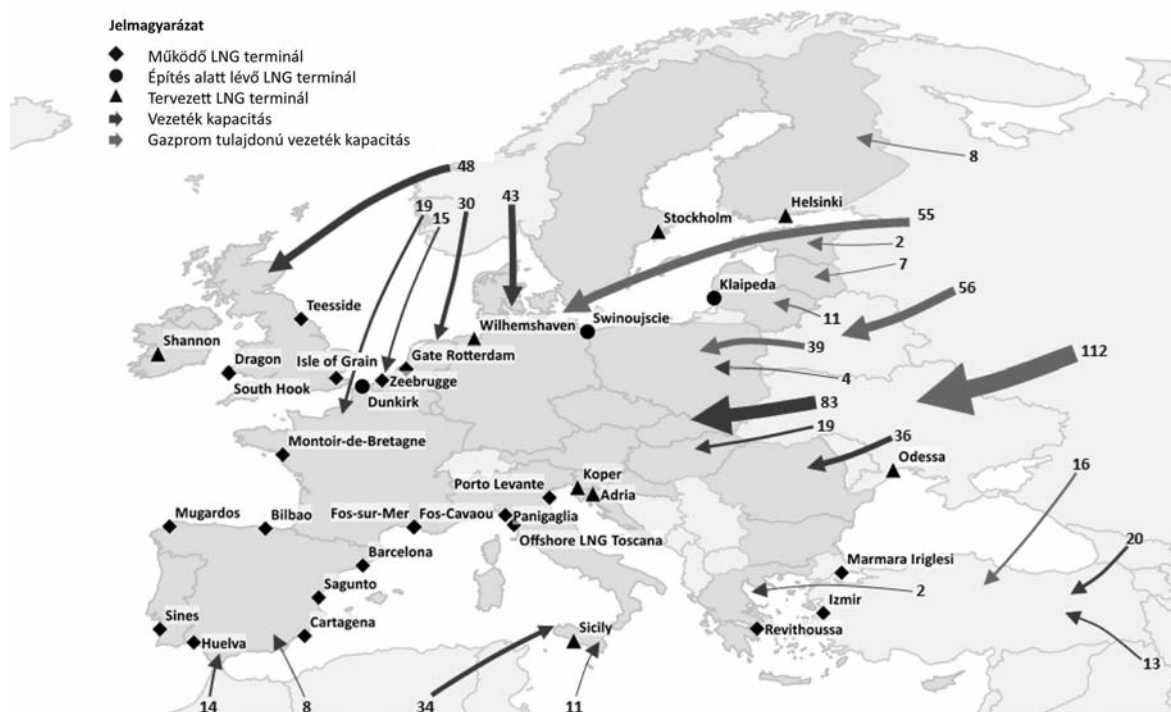 Jelmagyarázat
Működő LNG terminál
Építés alatt lévő LNG terminál
Tervezett LNG terminál
Vezeték kapacitás
Gazprom tulajdonú vezeték kapacitás
48
8
19
30
43
15
Helsinki
Stockholm
55
2
7
Klaipeda
56
Teesside
11
Wilhemshaven
Swinoujscie
Shannon
39
112
Dragon
Isle of Grain
Gate Rotterdam
South Hook
Zeebrugge
4
Dunkirk
83
19
36
Montoir-de-Bretagne
Odessa
16
Koper
Porto Levante
Adria
Mugardos
Bilbao
Fos-sur-Mer
Fos-Cavaou
Panigaglia
Offshore LNG Toscana
20
Barcelona
Marmara Iriglesi
Sagunto
2
Izmir
Sines
Cartagena
Sicily
Revithoussa
Huelva
13
14
8
34
11